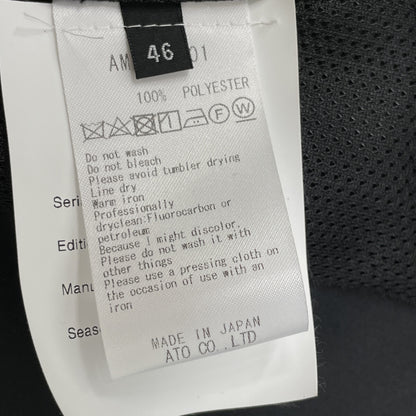 46
AM
01
100% POLYESTER
Do not wash
Do not bleach
Please avoid tumbler drying
Line dry
Warm iron
Professionally
dryclean:Fluorocarbon or
petroleum
Because I might discolor,
Please do not wash it with
other things
Please use a pressing cloth on
the occasion of use with an
iron
MADE IN JAPAN
ATO CO.,LTD
Seri
Editi
Manu
Seas